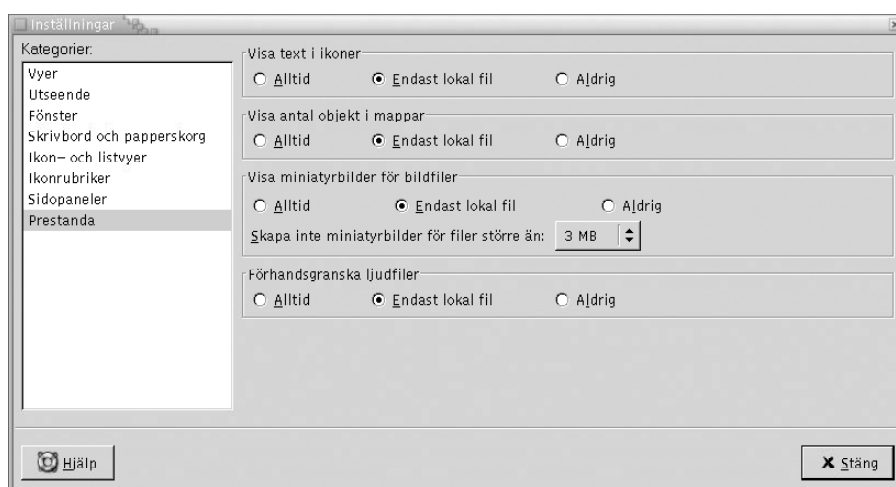 Inställningar
Kategorier:
Vyer
Utseende
Fönster
Skrivbord och papperskorg
Ikon- och listvyer
Ikonrubriker
Sidopaneler
Prestanda
Visa text i ikoner
Alltid Endast lokal fil Aldrig
Visa antal objekt i mappar
Alltid Endast lokal fil Aldrig
Visa miniatyrbilder för bildfiler
Alltid Endast lokal fil Aldrig
Skapa inte miniatyrbilder för filer större än: 3 MB
Förhandsgranska ljudfiler
Alltid Endast lokal fil Aldrig
Hjälp
Stäng